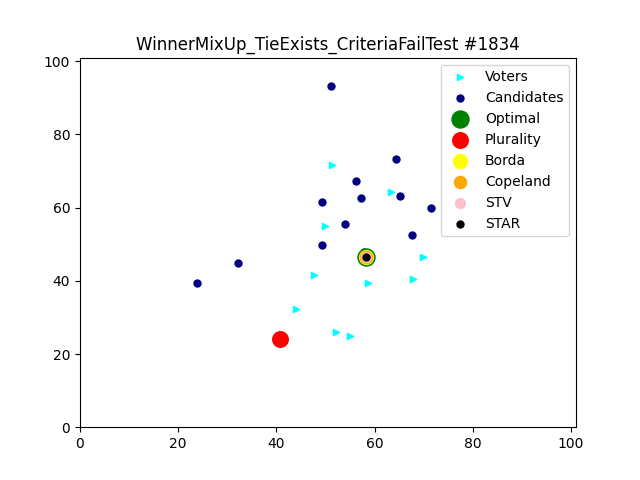 WinnerMixUp_TieExists_CriteriaFailTest #1834
100
80
60
40
20
0
0 20 40 60 80 100
Voters
Candidates
Optimal
Plurality
Borda
Copeland
STV
STAR